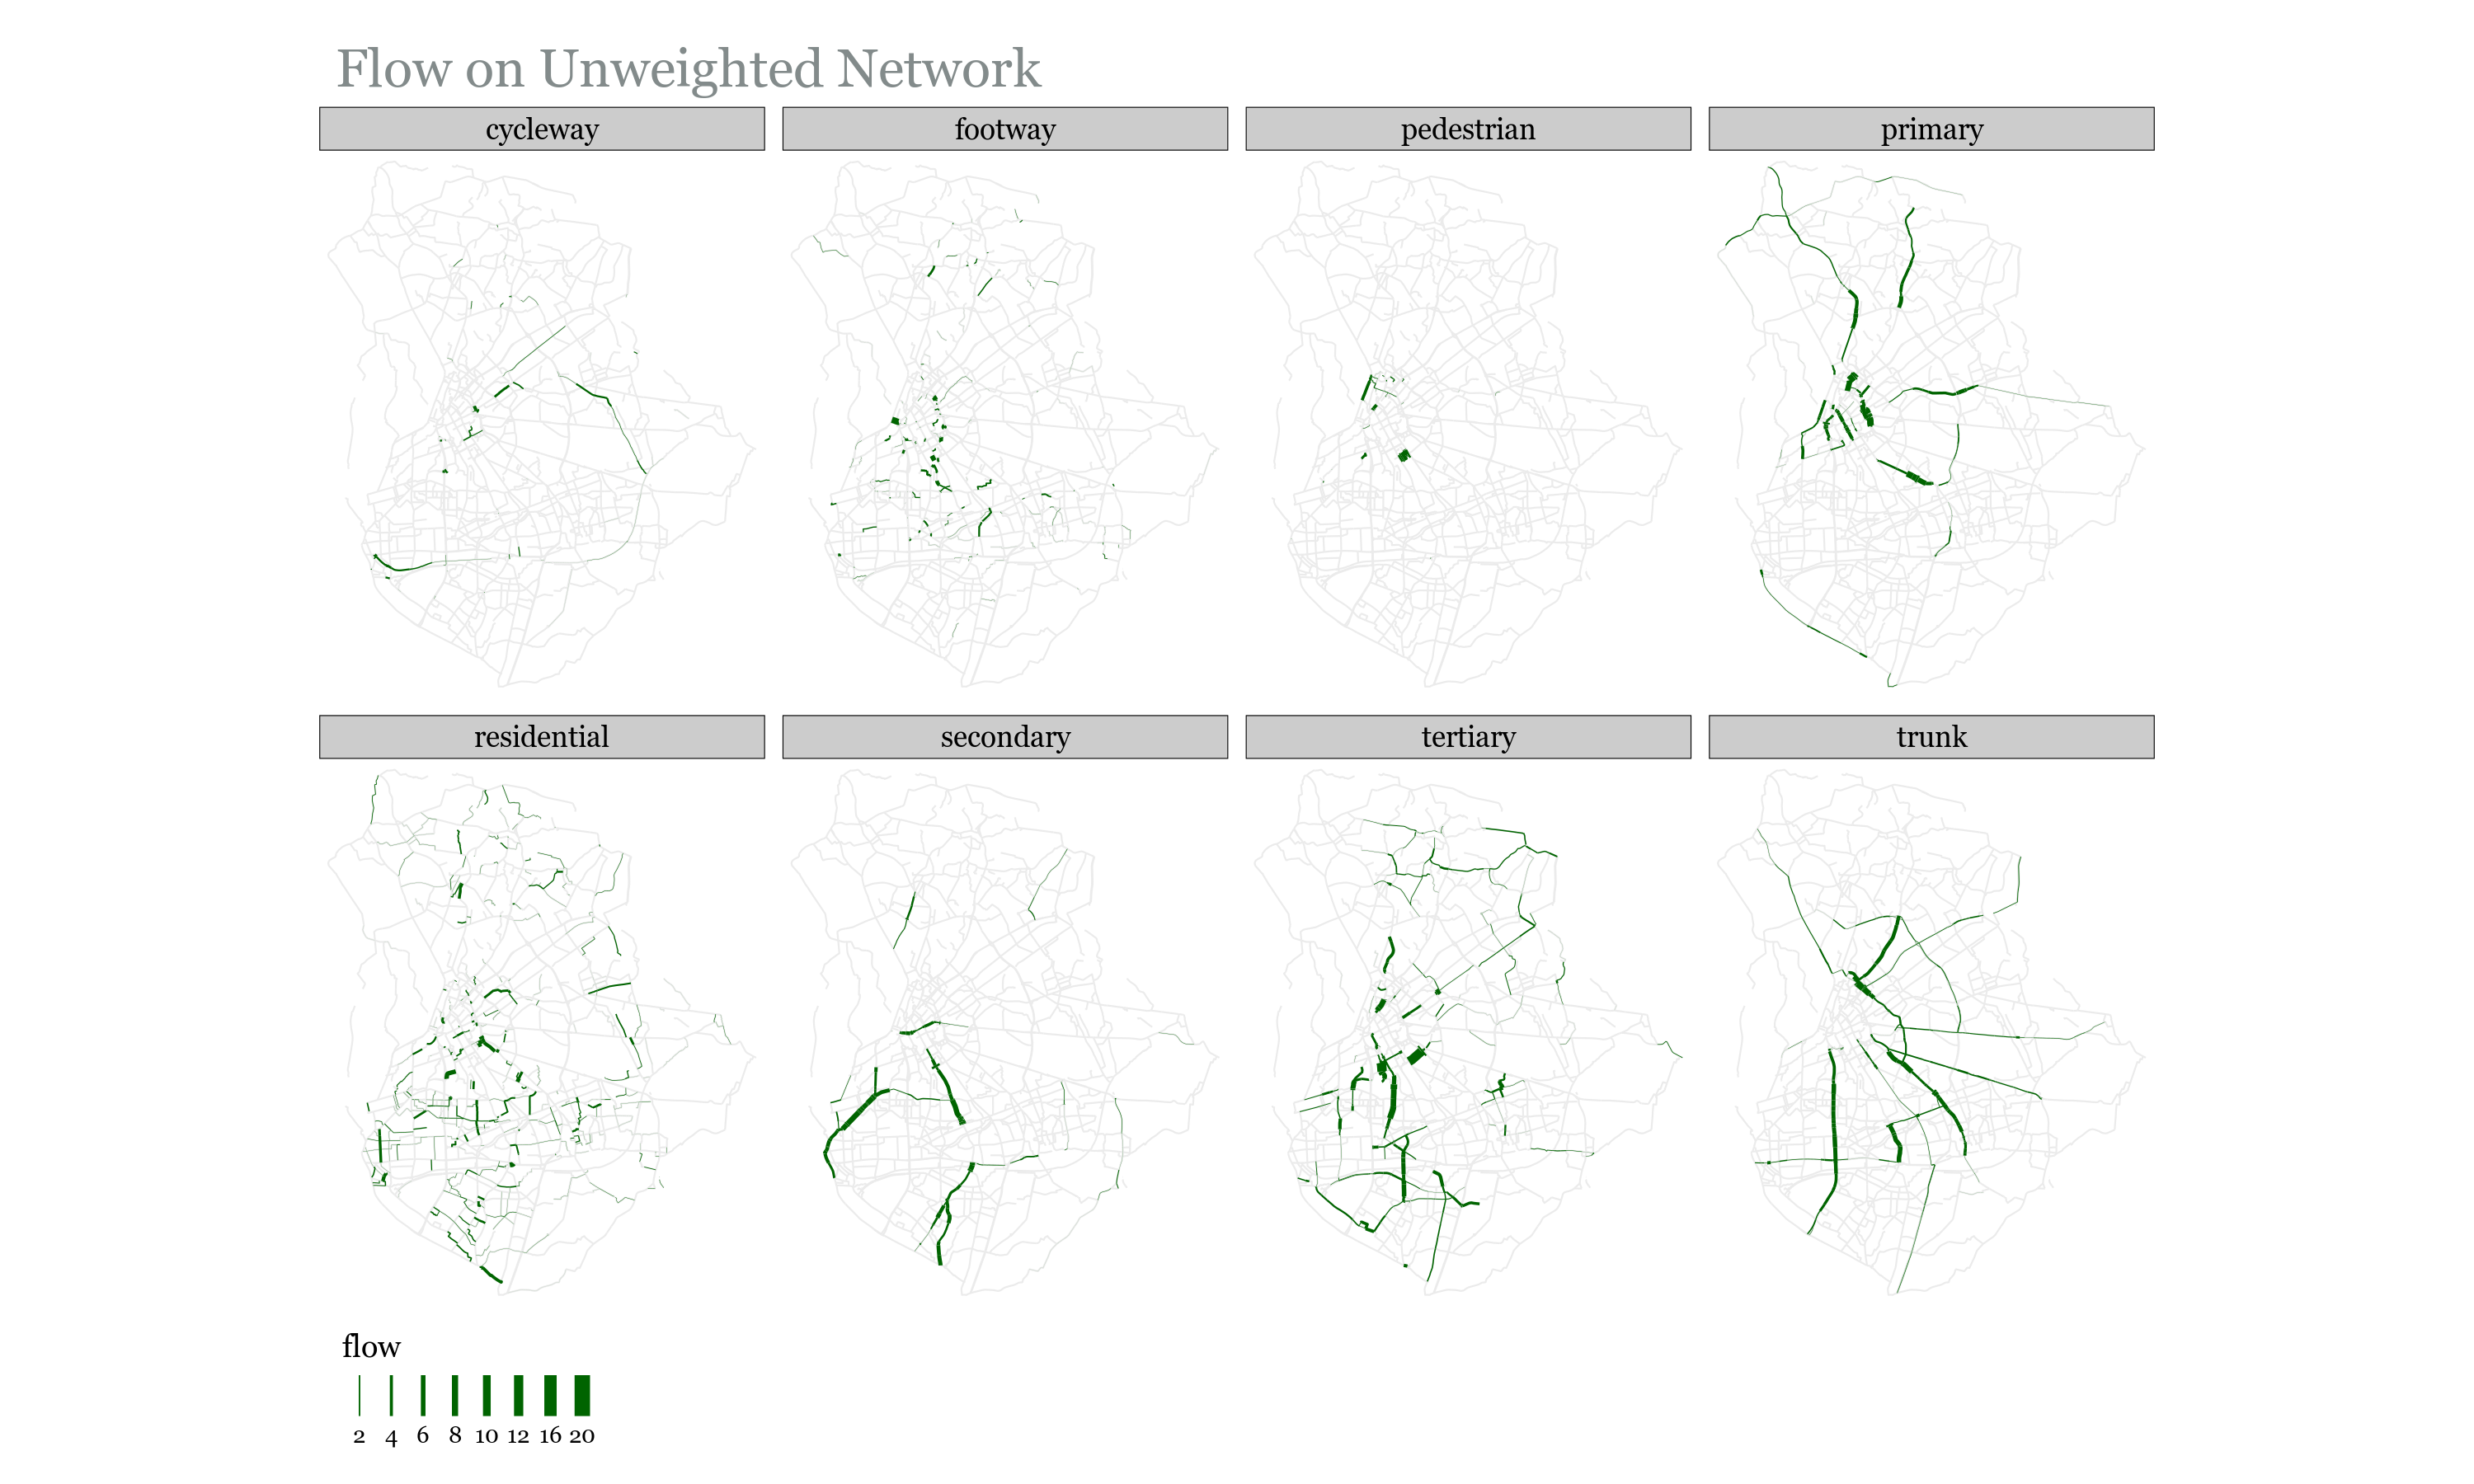 Flow on Unweighted Network
cycleway footway pedestrian primary
residential secondary tertiary trunk
flow
2 4 6 8 10 12 16 20